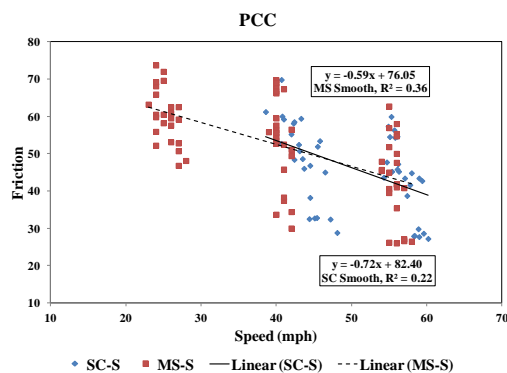 PCC
80
70
60
50
40
30
20
10
Friction
y = -0.59x + 76.05
MS Smooth, R² = 0.36
y = -0.72x + 82.40
SC Smooth, R² = 0.22
10 20 30 40 50 60 70
Speed (mph)
SC-S MS-S Linear (SC-S) Linear (MS-S)